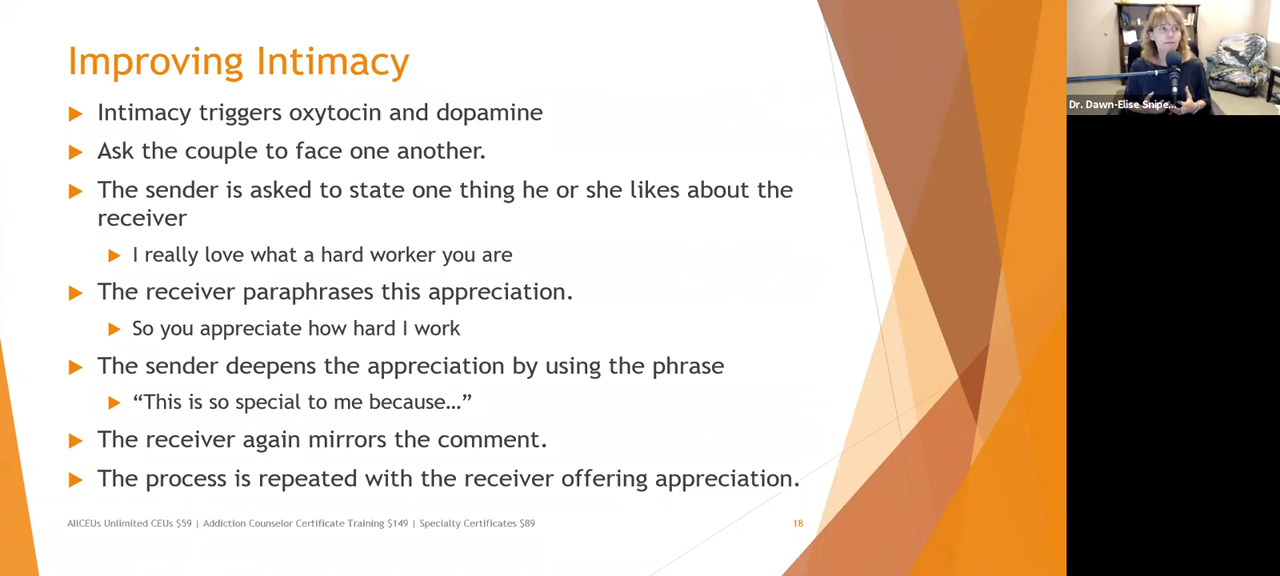 Improving Intimacy
Intimacy triggers oxytocin and dopamine
Ask the couple to face one another.
The sender is asked to state one thing he or she likes about the
receiver
I really love what a hard worker you are
The receiver paraphrases this appreciation.
So you appreciate how hard I work
The sender deepens the appreciation by using the phrase
“This is so special to me because…”
The receiver again mirrors the comment.
The process is repeated with the receiver offering appreciation.
AllCEUs Unlimited CEUs $59 | Addiction Counselor Certificate Training $149 | Specialty Certificates $89
18
Dr. Dawn-Elise Snipe...